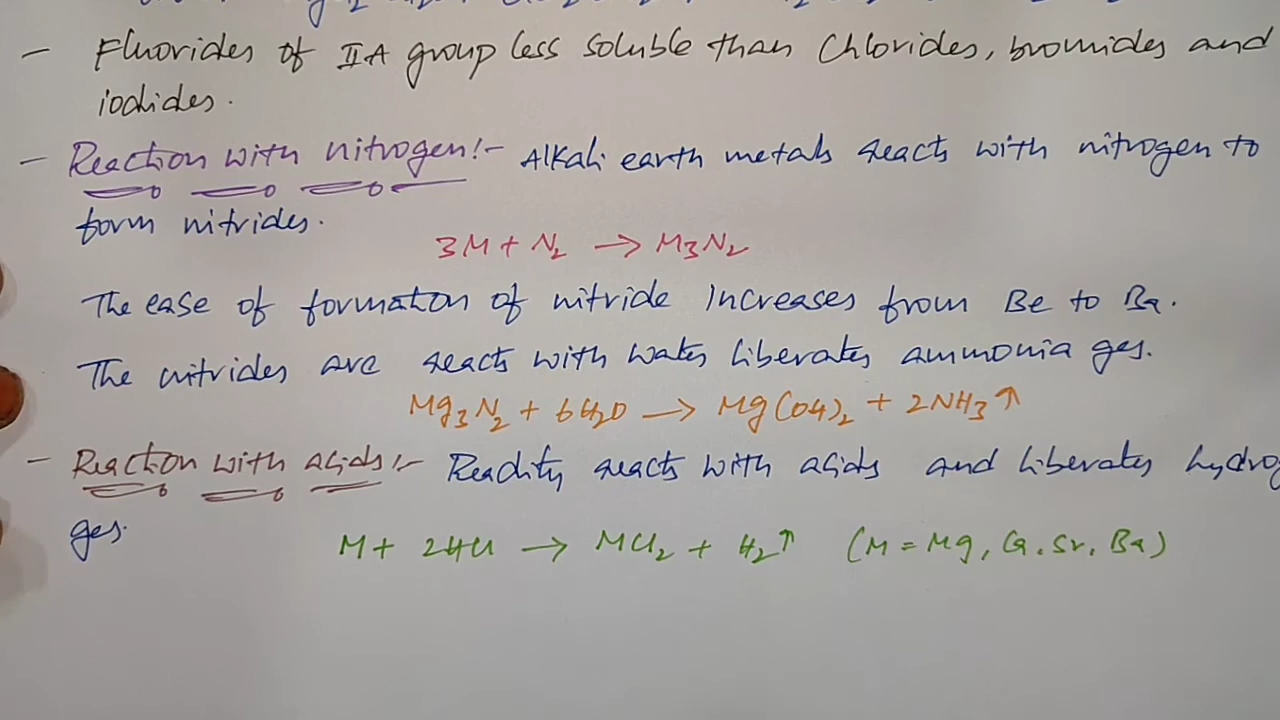 - Fluorides of IIA group less soluble than Chlorides, bromides and
iodides.
- Reaction with nitrogen:- Alkali earth metals reacts with nitrogen to
form nitrides.
3M + N₂ → M₃N₂
The ease of formation of nitride increases from Be to Ba.
The nitrides are reacts with water liberates ammonia gas.
Mg₃N₂ + 6H₂O → Mg(OH)₂ + 2NH₃↑
- Reaction with acids:- Readity reacts with acids and liberates hydro
gas.
M + 2HCl → MCl₂ + H₂↑ (M = Mg, Ca, Sr, Ba)